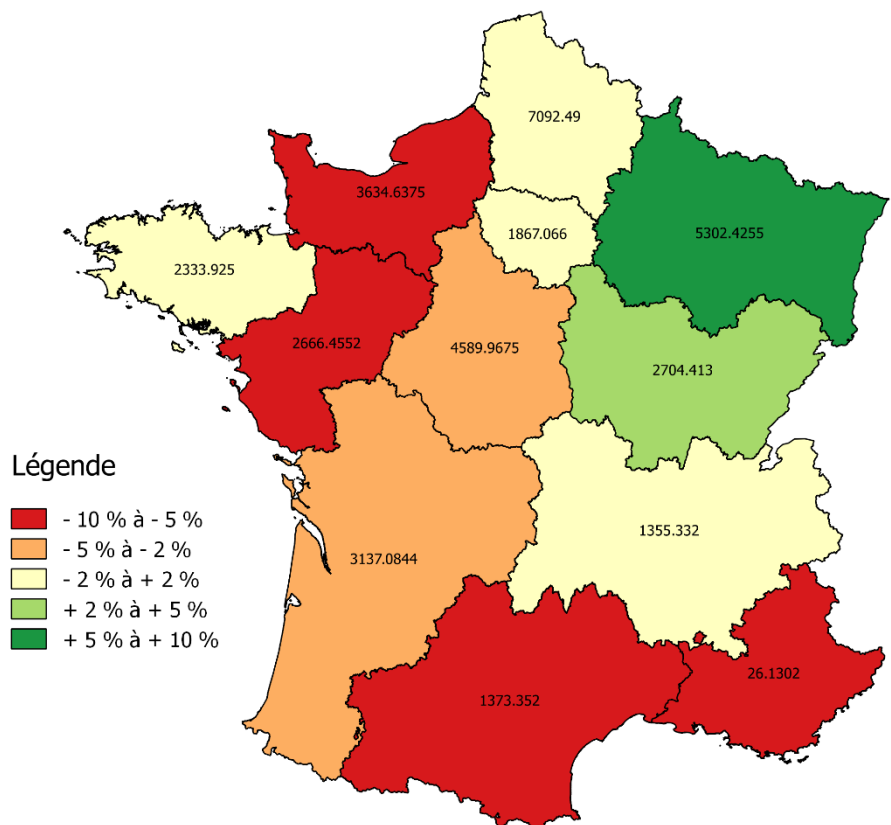 7092.49
3634.6375
1867.066
5302.4255
2333.925
2666.4552
4589.9675
2704.413
Légende
- 10 % à - 5 %
- 5 % à - 2 %
- 2 % à + 2 %
+ 2 % à + 5 %
+ 5 % à + 10 %
1355.332
3137.0844
26.1302
1373.352